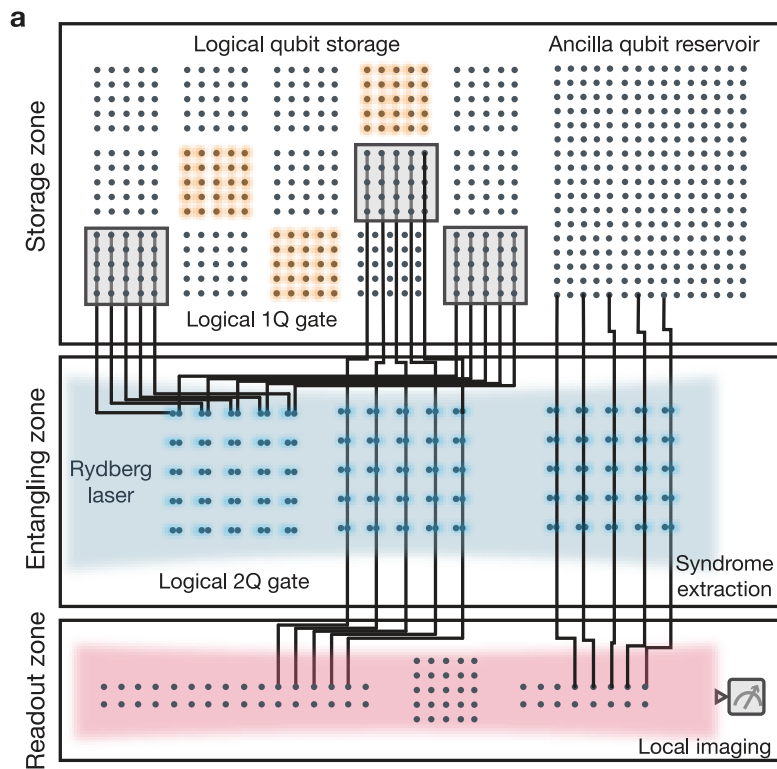 a
Logical qubit storage
Ancilla qubit reservoir
Storage zone
Logical 1Q gate
Entangling zone
Rydberg
laser
Logical 2Q gate
Syndrome
extraction
Readout zone
Local imaging